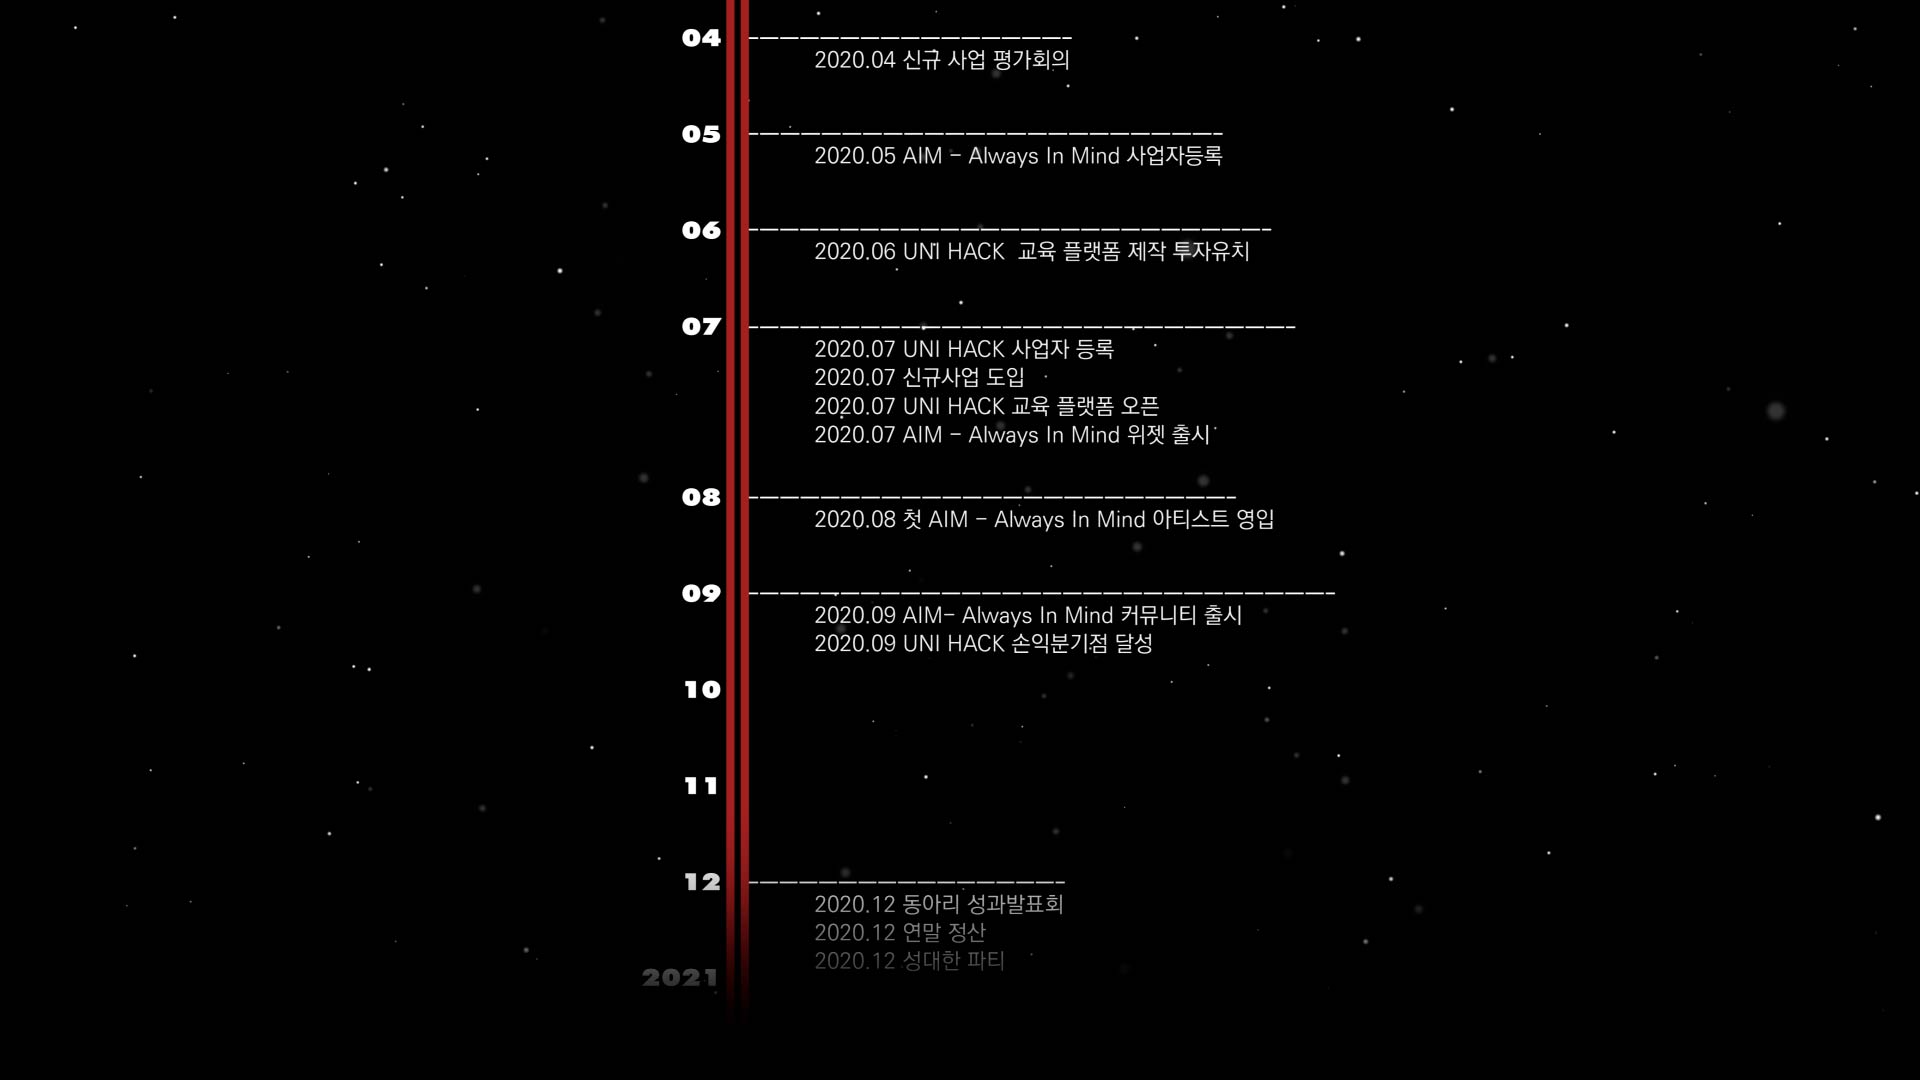 04
2020.04 신규 사업 평가회의
05
2020.05 AIM - Always In Mind 사업자등록
06
2020.06 UNI HACK  교육 플랫폼 제작 투자유치
07
2020.07 UNI HACK 사업자 등록
2020.07 신규사업 도입
2020.07 UNI HACK 교육 플랫폼 오픈
2020.07 AIM - Always In Mind 위젯 출시
08
2020.08 첫 AIM - Always In Mind 아티스트 영입
09
2020.09 AIM- Always In Mind 커뮤니티 출시
2020.09 UNI HACK 손익분기점 달성
10
11
12
2020.12 동아리 성과발표회
2020.12 연말 정산
2020.12 성대한 파티
2021